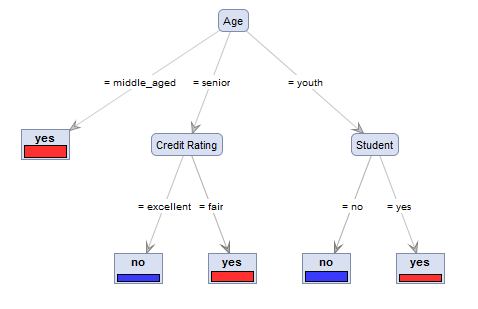 Age
= middle_aged
= senior
= youth
yes
Credit Rating
Student
= excellent
= fair
= no
= yes
no
yes
no
yes